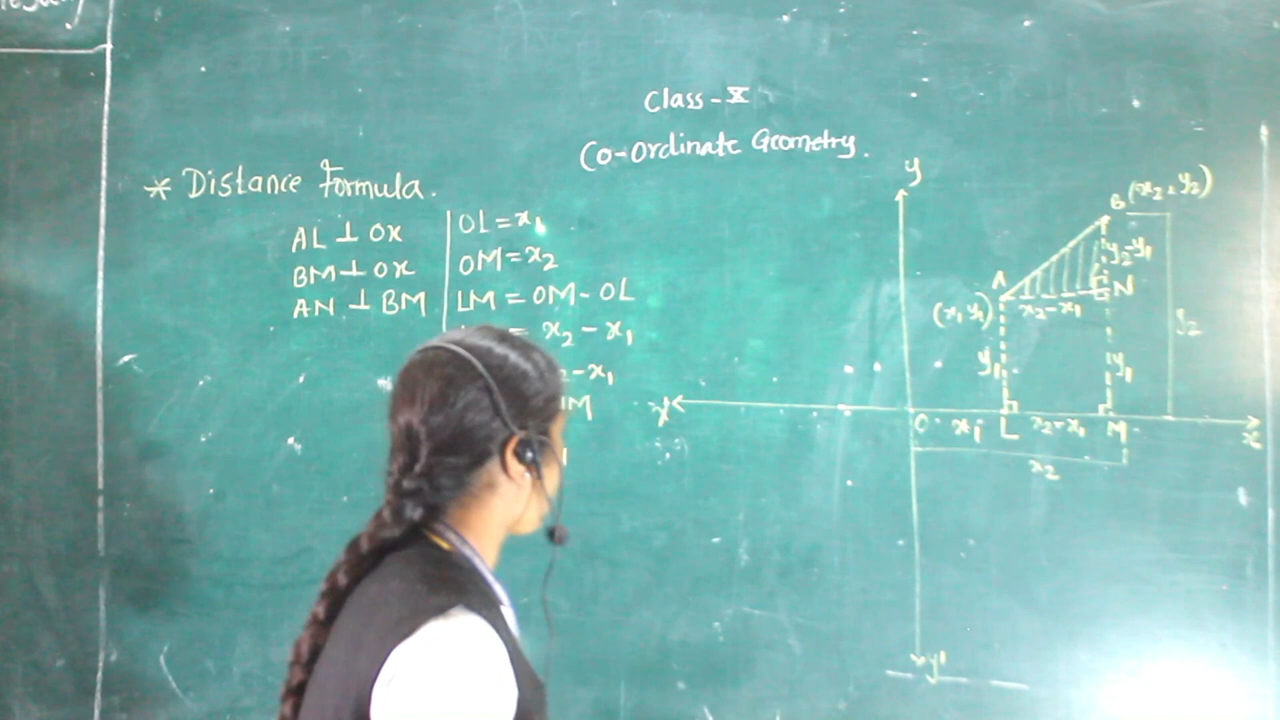 Class - X
Co-ordinate Geometry.
* Distance Formula.
AL ⊥ OX
BM ⊥ OX
AN ⊥ BM
OL = x₁
OM = x₂
LM = OM - OL
= x₂ - x₁
- x₁
M
y
B (x₂, y₂)
y₂-y₁
A
N
(x₁ y₁)
x₂-x₁
y₂
y₁
y₁
x'
O
x₁
L
x₂-x₁
M
x
x₂
y'